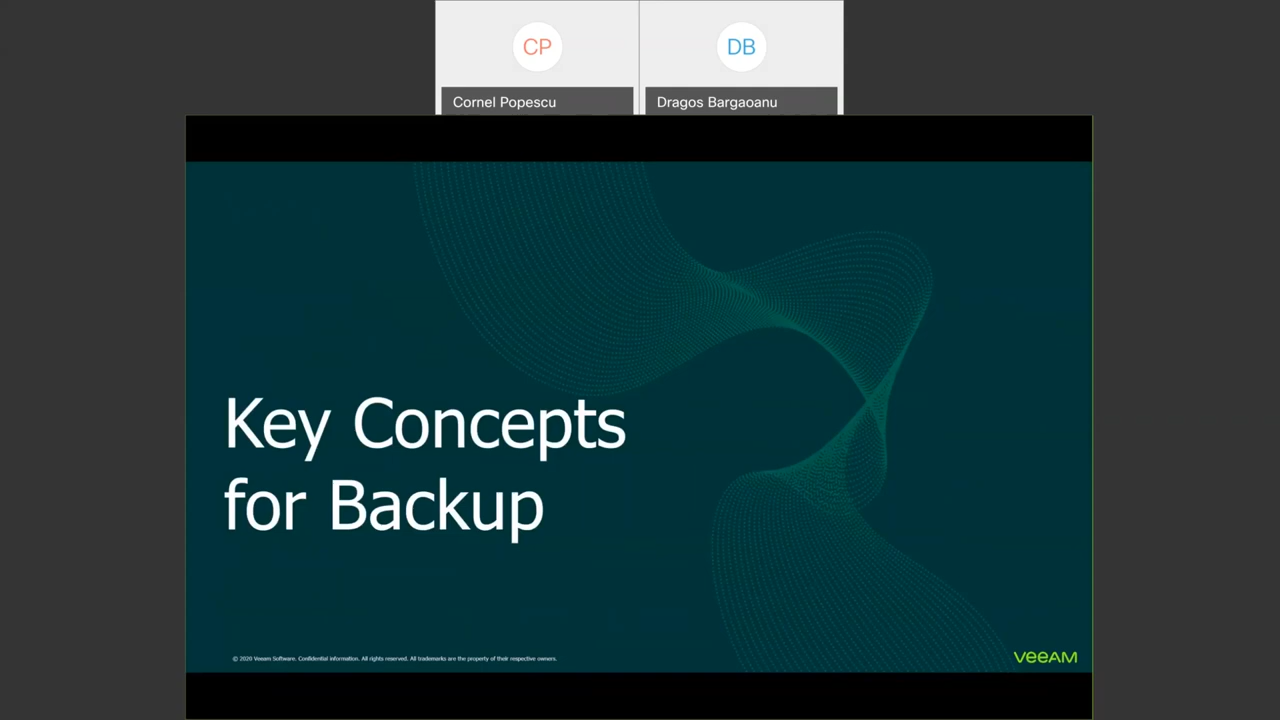 CP
DB
Cornel Popescu
Dragos Bargaoanu
Key Concepts
for Backup
© 2020 Veeam Software. Confidential information. All rights reserved. All trademarks are the property of their respective owners.
veeAM